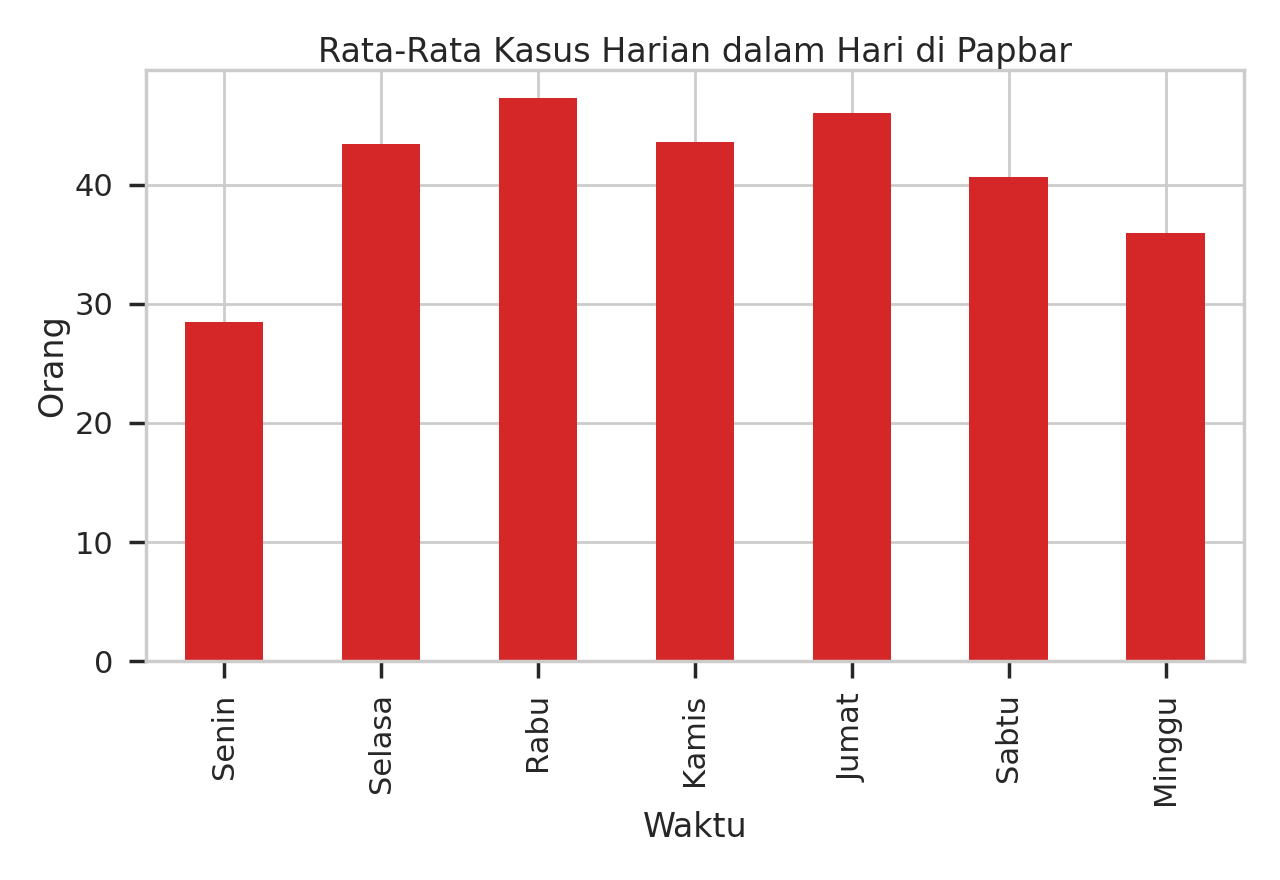 Rata-Rata Kasus Harian dalam Hari di Papbar
Orang
40
30
20
10
0
Senin
Selasa
Rabu
Kamis
Jumat
Sabtu
Minggu
Waktu